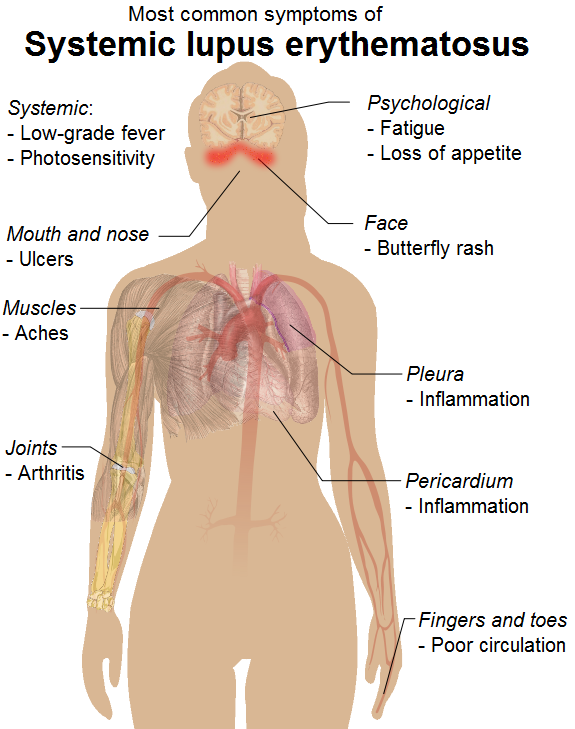 Most common symptoms of
Systemic lupus erythematosus
Systemic:
- Low-grade fever
- Photosensitivity
Psychological
- Fatigue
- Loss of appetite
Mouth and nose
- Ulcers
Face
- Butterfly rash
Muscles
- Aches
Pleura
- Inflammation
Joints
- Arthritis
Pericardium
- Inflammation
Fingers and toes
- Poor circulation